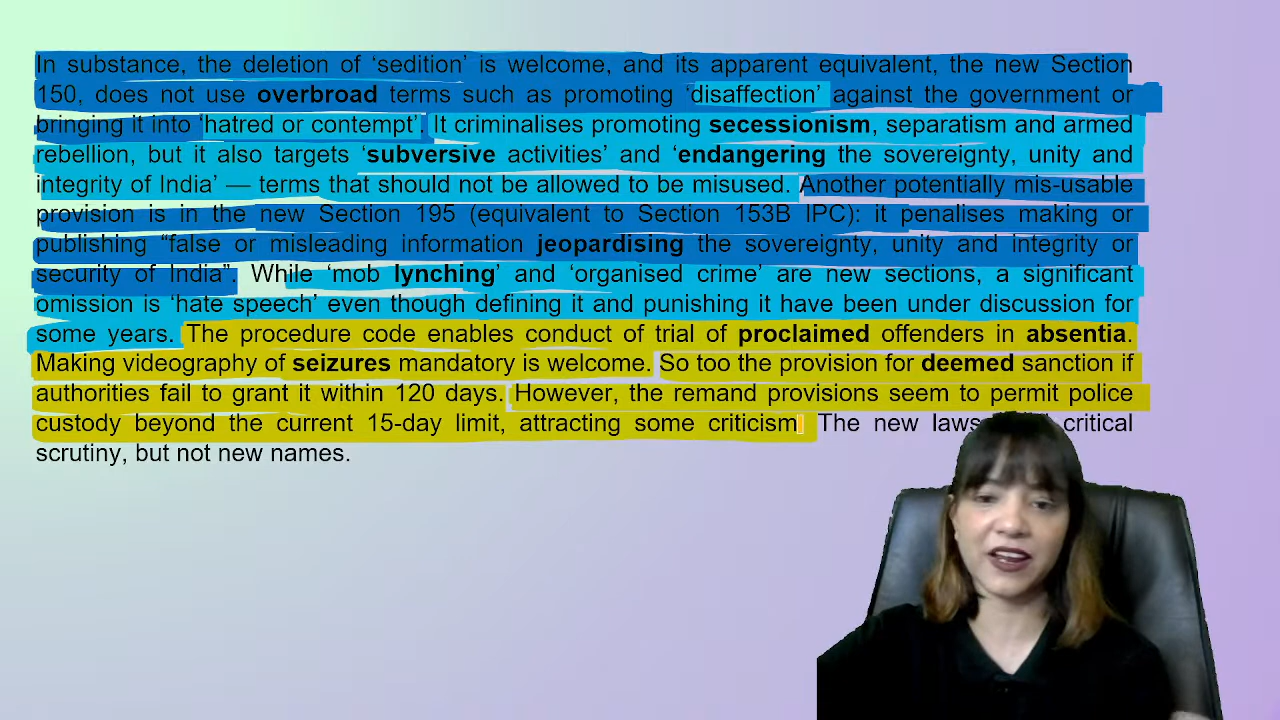 In substance, the deletion of ‘sedition’ is welcome, and its apparent equivalent, the new Section
150, does not use overbroad terms such as promoting ‘disaffection’ against the government or
bringing it into ‘hatred or contempt’. It criminalises promoting secessionism, separatism and armed
rebellion, but it also targets ‘subversive activities’ and ‘endangering the sovereignty, unity and
integrity of India’ — terms that should not be allowed to be misused. Another potentially mis-usable
provision is in the new Section 195 (equivalent to Section 153B IPC): it penalises making or
publishing “false or misleading information jeopardising the sovereignty, unity and integrity or
security of India”. While ‘mob lynching’ and ‘organised crime’ are new sections, a significant
omission is ‘hate speech’ even though defining it and punishing it have been under discussion for
some years. The procedure code enables conduct of trial of proclaimed offenders in absentia.
Making videography of seizures mandatory is welcome. So too the provision for deemed sanction if
authorities fail to grant it within 120 days. However, the remand provisions seem to permit police
custody beyond the current 15-day limit, attracting some criticism The new laws critical
scrutiny, but not new names.